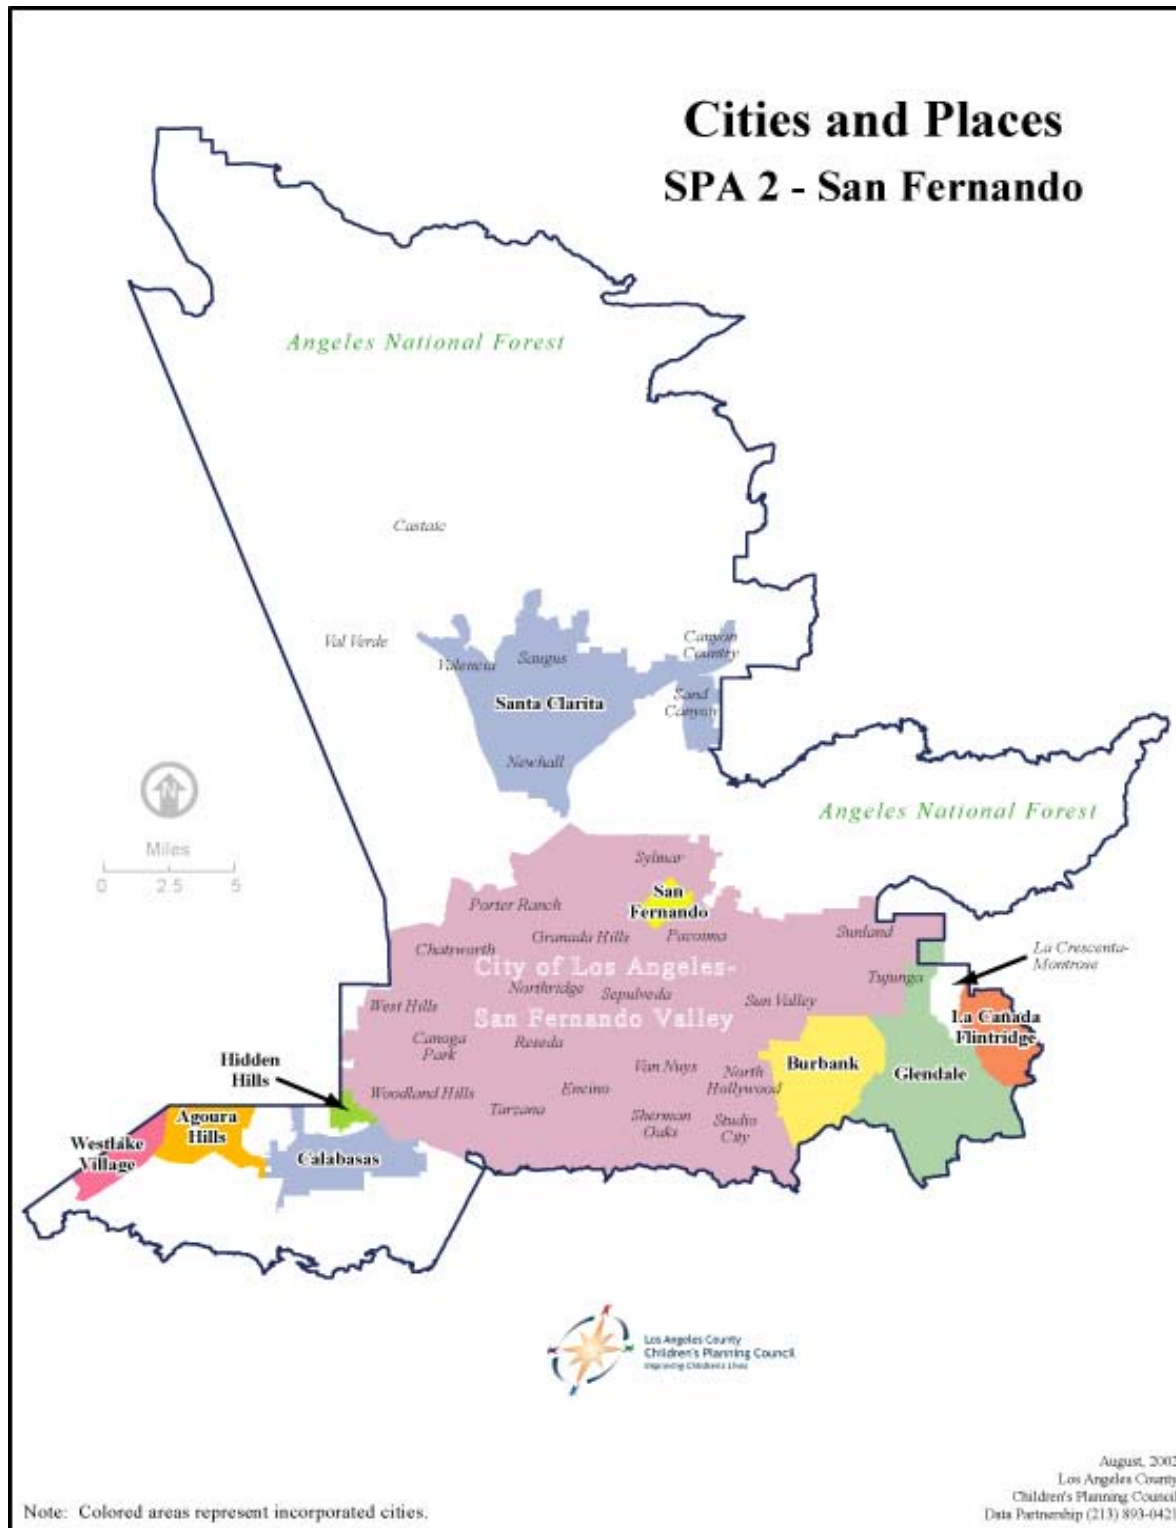 Cities and Places
SPA 2 - San Fernando
Angeles National Forest
Castaic
Val Verde
Canyon
Country
Valencia
Saugus
Santa Clarita
Sand
Canyon
Newhall
N
Miles
0 2.5 5
Angeles National Forest
Sylmar
San
Fernando
Porter Ranch
Granada Hills
Pacoima
Sunland
Chatsworth
La Crescenta-
Montrose
City of Los Angeles-
San Fernando Valley
Tujunga
Northridge
Sepulveda
Sun Valley
West Hills
La Canada
Flintridge
Canoga
Park
Reseda
Hidden
Hills
Van Nuys
North
Hollywood
Burbank
Glendale
Woodland Hills
Encino
Tarzana
Sherman
Oaks
Studio
City
Westlake
Village
Agoura
Hills
Calabasas
Los Angeles County
Children's Planning Council
Improving Children's Lives
August, 2002
Los Angeles County
Children's Planning Council
Data Partnership (213) 893-0421
Note: Colored areas represent incorporated cities.